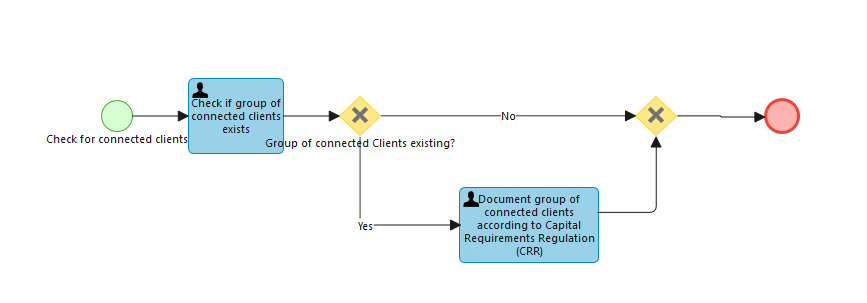 Check for connected clients
Check if group of
connected clients
exists
Group of connected Clients existing?
No
Yes
Document group of
connected clients
according to Capital
Requirements Regulation
(CRR)